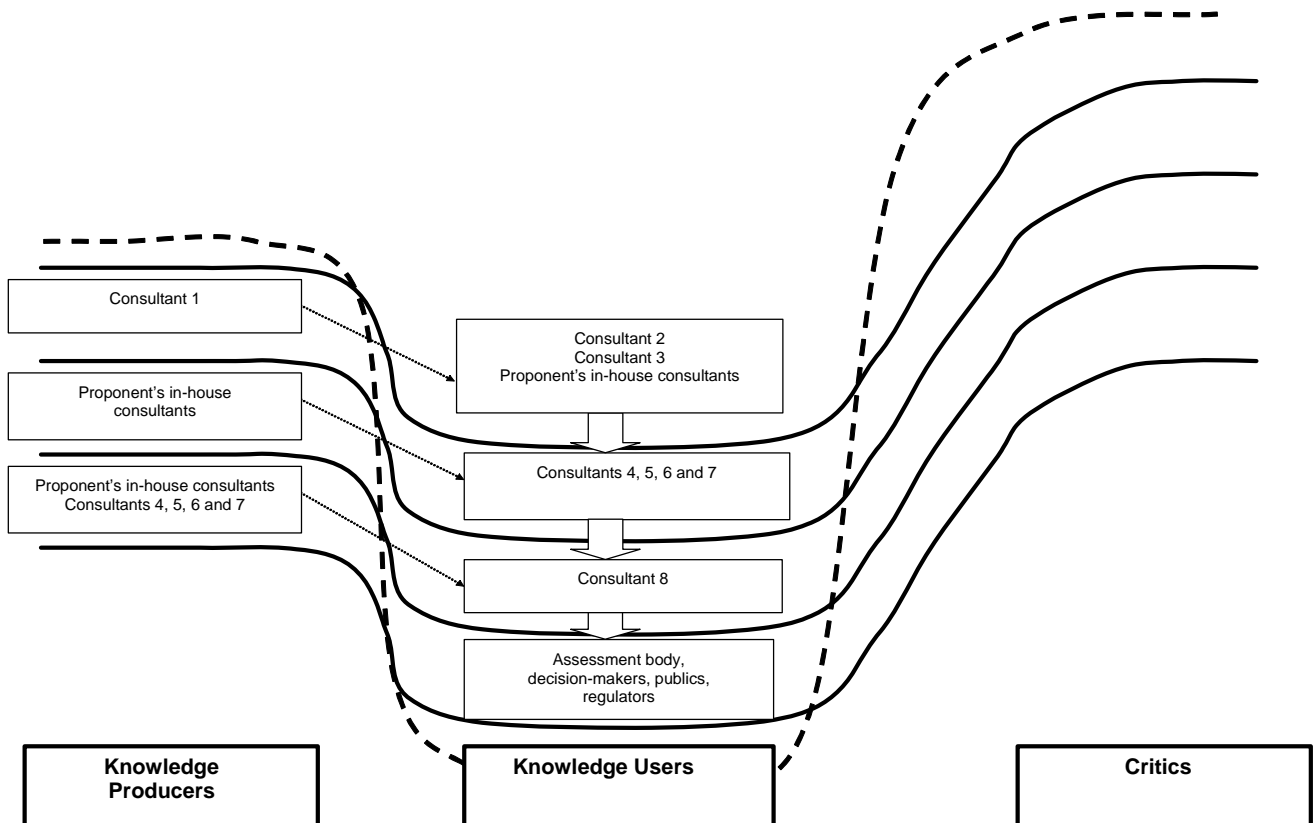 Consultant 1
Consultant 2
Consultant 3
Proponent's in-house consultants
Proponent's in-house
consultants
Consultants 4, 5, 6 and 7
Proponent's in-house consultants
Consultants 4, 5, 6 and 7
Consultant 8
Assessment body,
decision-makers, publics,
regulators
Knowledge
Producers
Knowledge Users
Critics